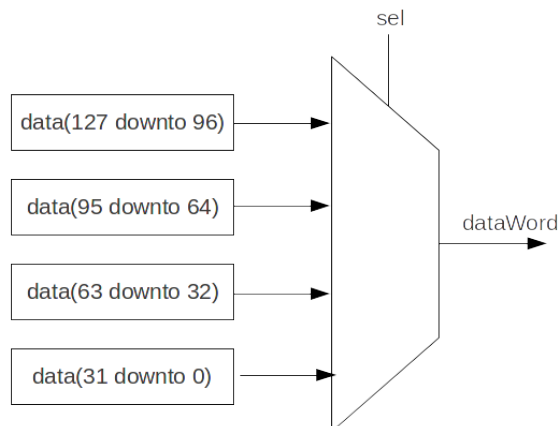 sel
data(127 downto 96)
data(95 downto 64)
dataWord
data(63 downto 32)
data(31 downto 0)